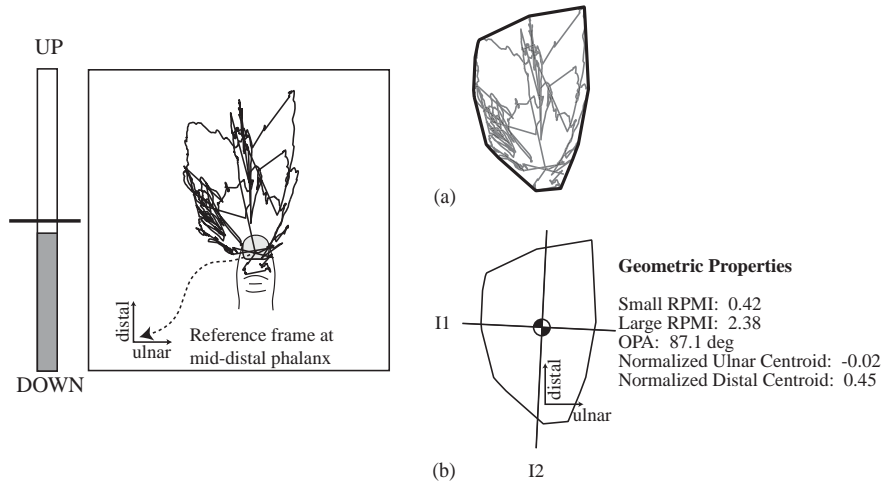 UP
DOWN
distal
ulnar
Reference frame at
mid-distal phalanx
(a)
I1
I2
distal
ulnar
(b)
Geometric Properties
Small RPMI: 0.42
Large RPMI: 2.38
OPA: 87.1 deg
Normalized Ulnar Centroid: -0.02
Normalized Distal Centroid: 0.45